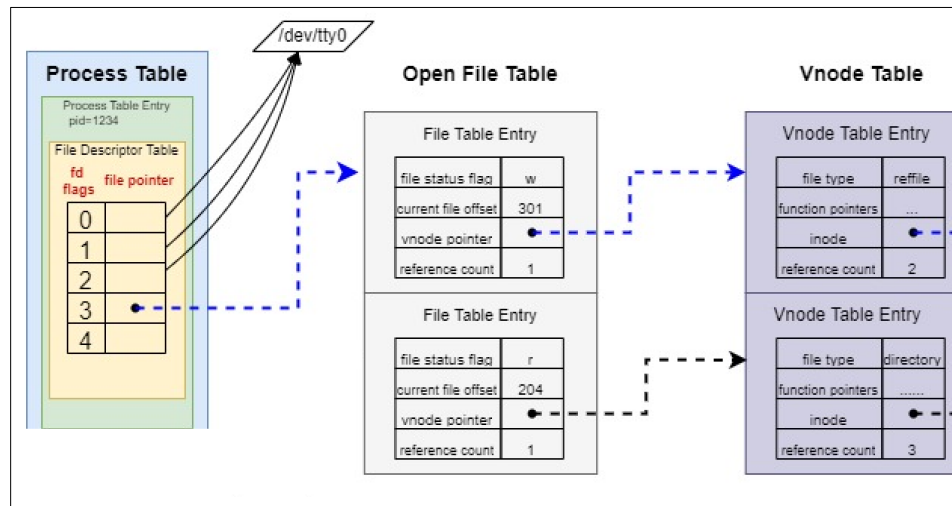 /dev/tty0
Process Table
Process Table Entry
pid=1234
File Descriptor Table
fd
flags
file pointer
0
1
2
3
4
Open File Table
File Table Entry
file status flag w
current file offset 301
vnode pointer
reference count 1
File Table Entry
file status flag r
current file offset 204
vnode pointer
reference count 1
Vnode Table
Vnode Table Entry
file type reffile
function pointers ...
inode
reference count 2
Vnode Table Entry
file type directory
function pointers ......
inode
reference count 3